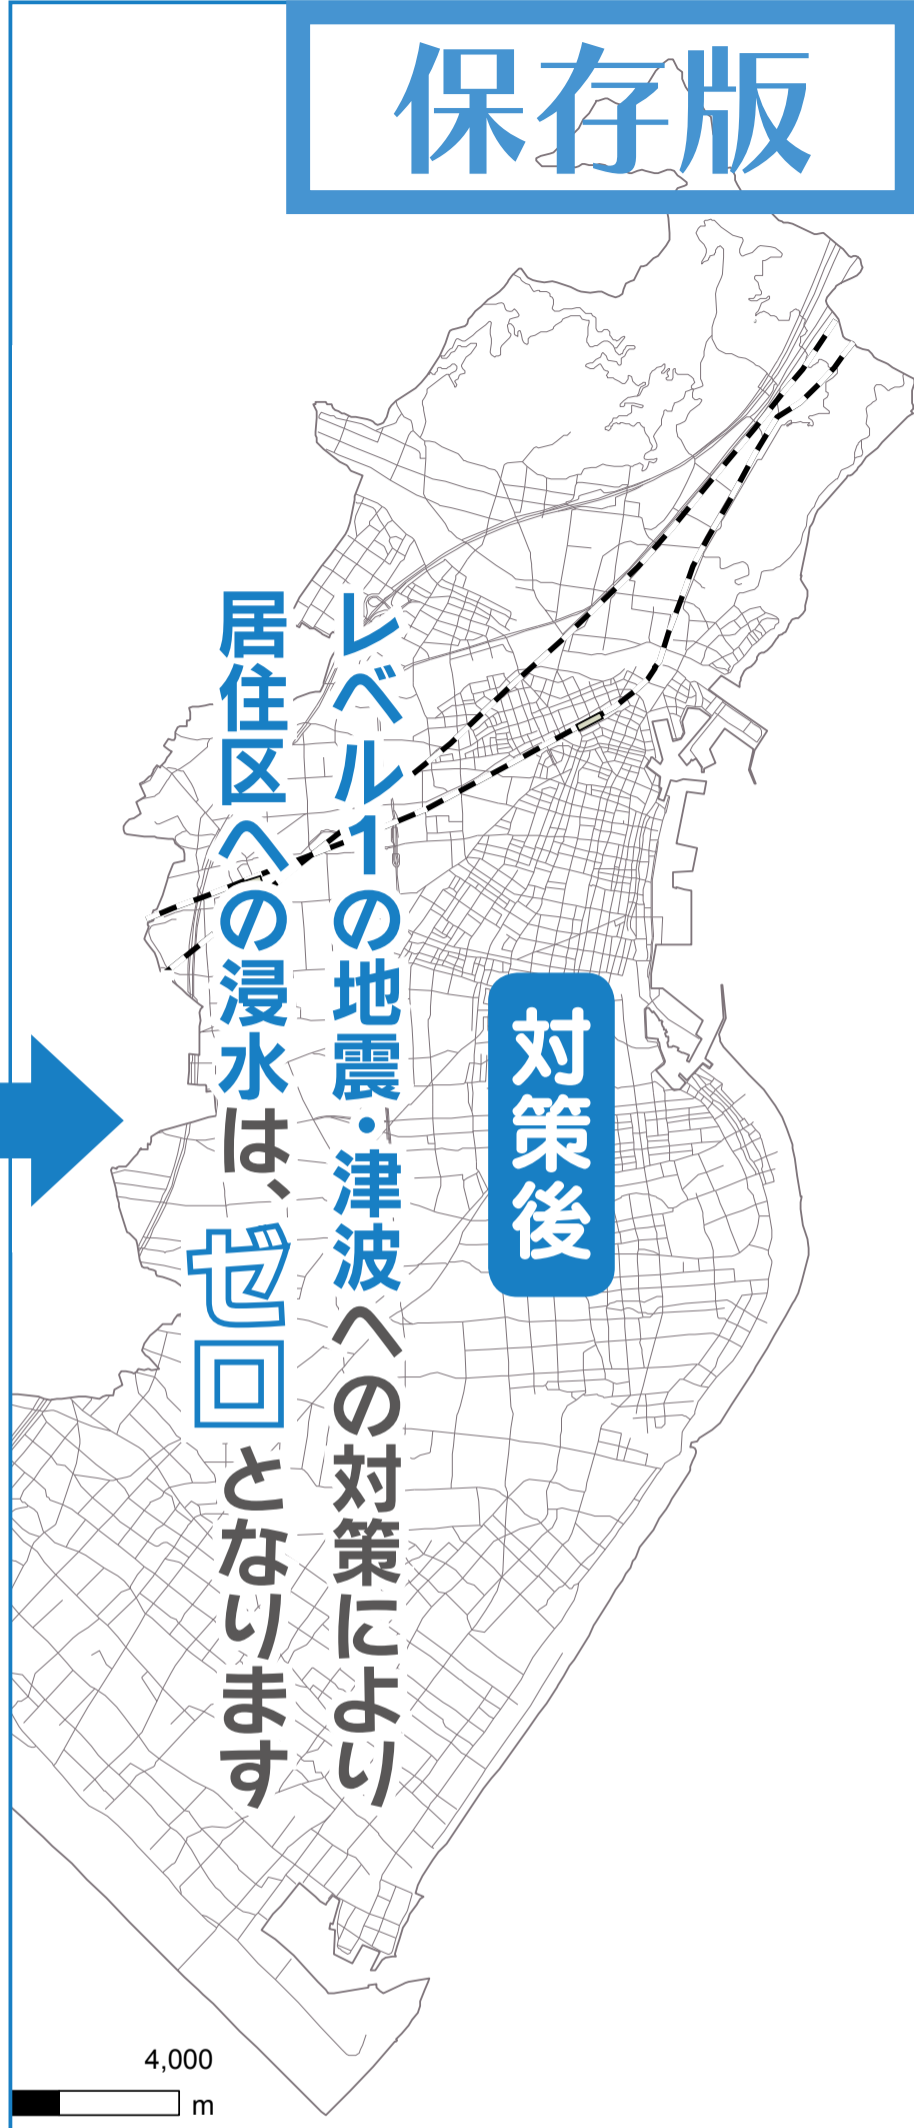 保存版
対策後
レベル1の地震・津波への対策により
居住区への浸水は、ゼロとなります
4,000
m